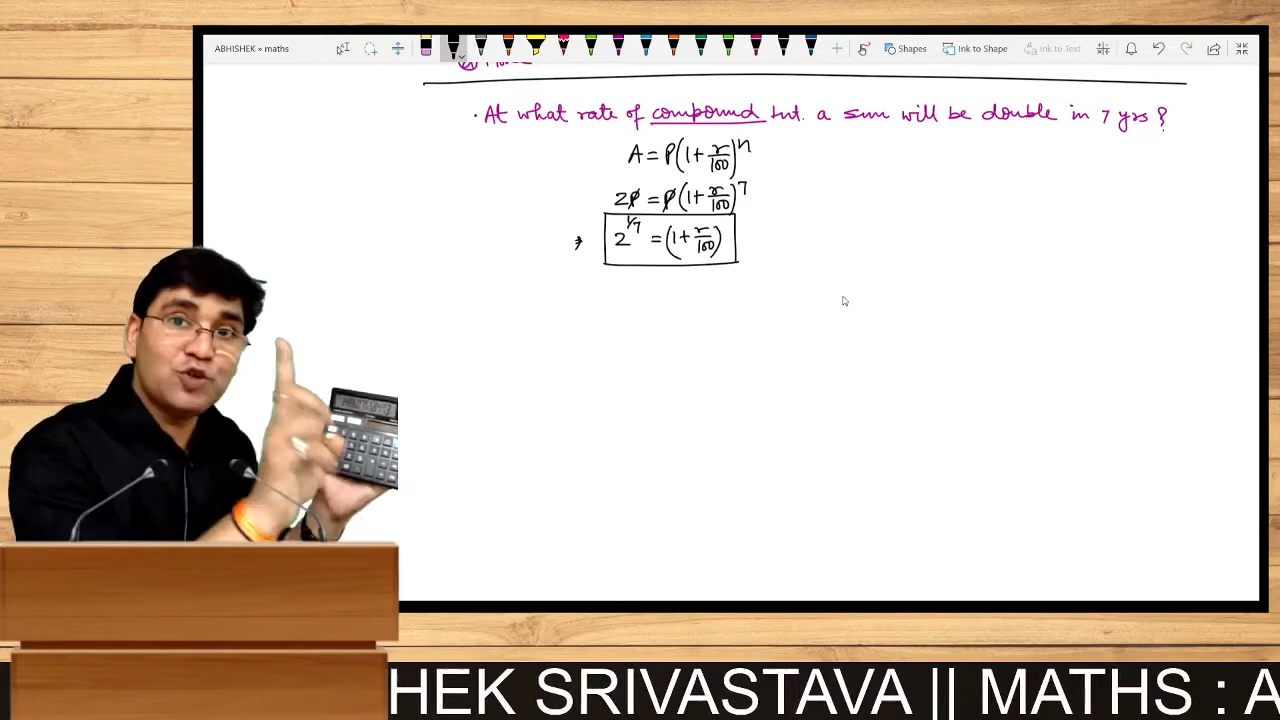 ABHISHEK » maths
Shapes
Ink to Shape
Ink to Text
· At what rate of compound Int. a sum will be double in 7 yrs ?
A = P(1 + r/100)^n
2P = P(1 + r/100)^7
⇒ 2^1/7 = (1 + r/100)
HEK SRIVASTAVA || MATHS : A